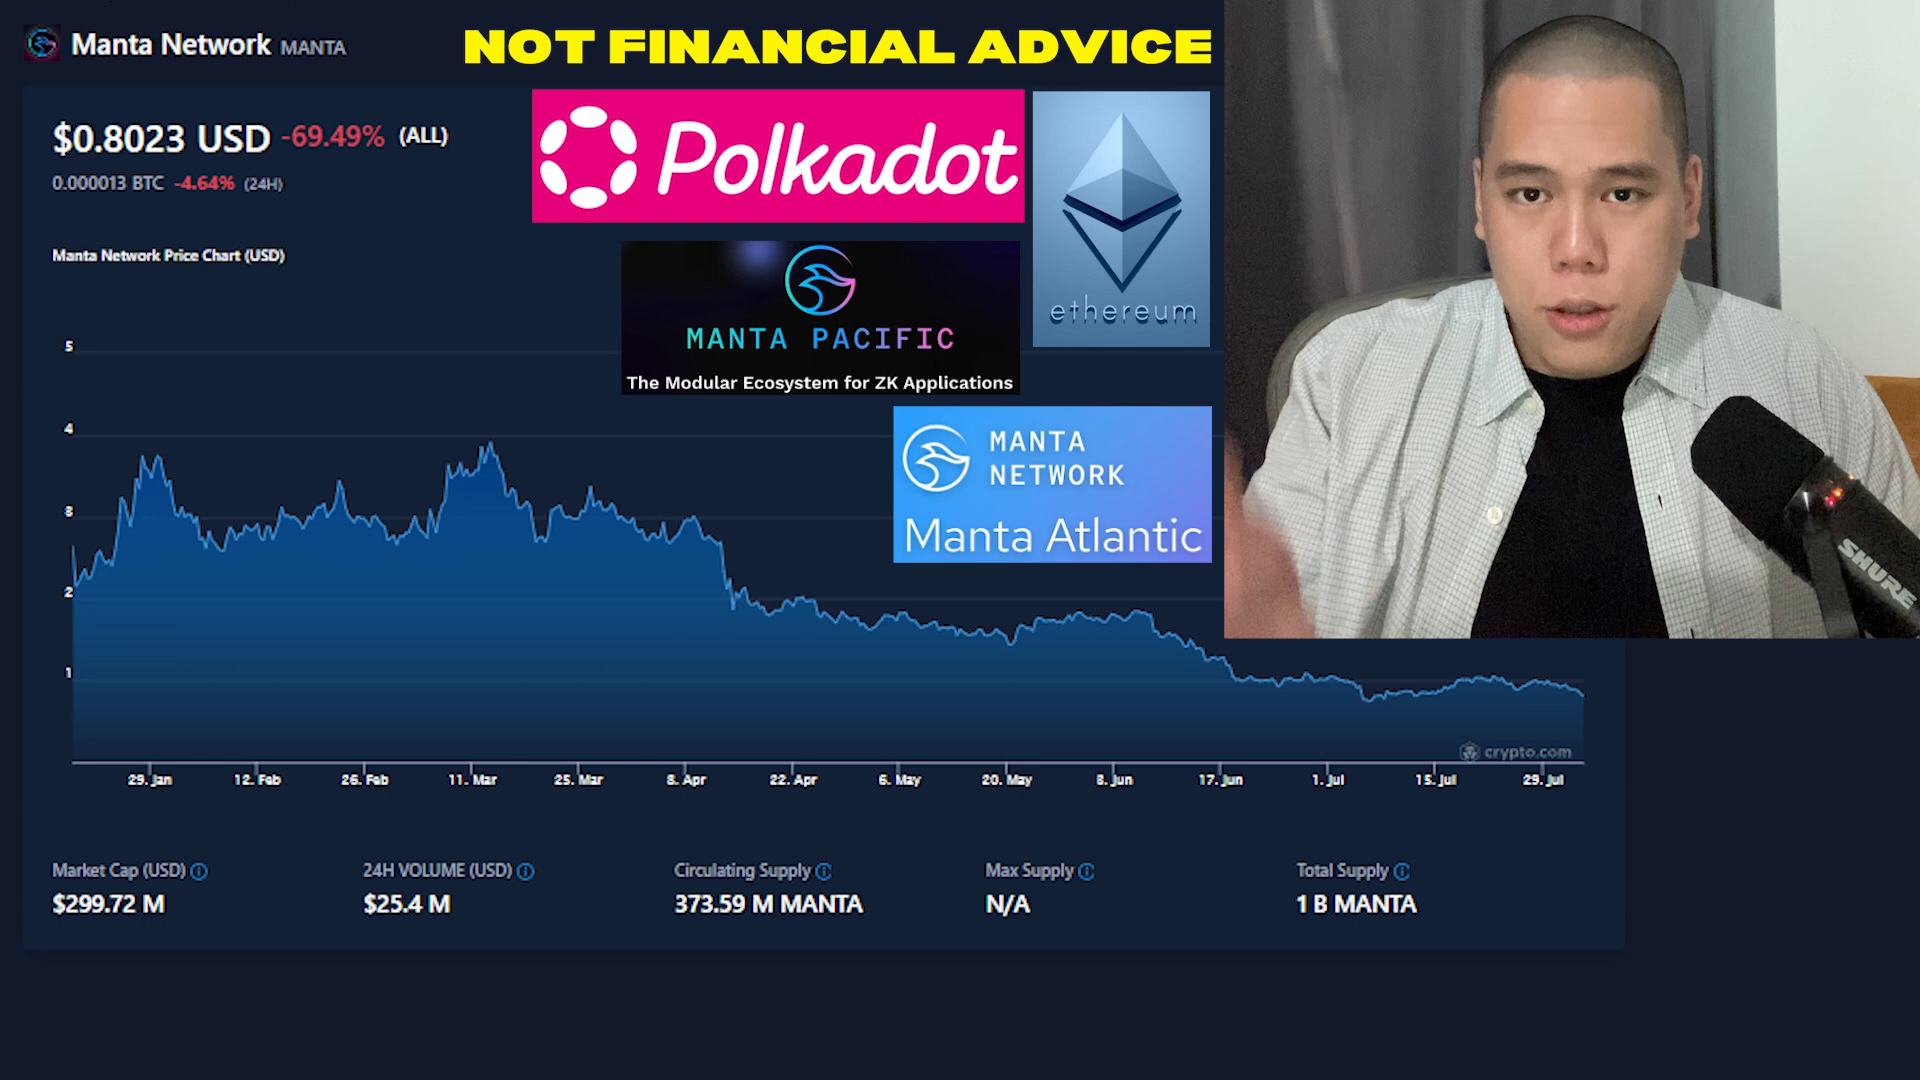 Manta Network MANTA
NOT FINANCIAL ADVICE
$0.8023 USD -69.49% (ALL)
0.000013 BTC -4.64% (24H)
Polkadot
ethereum
Manta Network Price Chart (USD)
MANTA PACIFIC
The Modular Ecosystem for ZK Applications
MANTA
NETWORK
Manta Atlantic
SHURE
5
4
3
2
1
crypto.com
29. Jan 12. Feb 26. Feb 11. Mar 25. Mar 8. Apr 22. Apr 6. May 20. May 8. Jun 17. Jun 1. Jul 15. Jul 29. Jul
Market Cap (USD) 24H VOLUME (USD) Circulating Supply Max Supply Total Supply
$299.72 M $25.4 M 373.59 M MANTA N/A 1 B MANTA